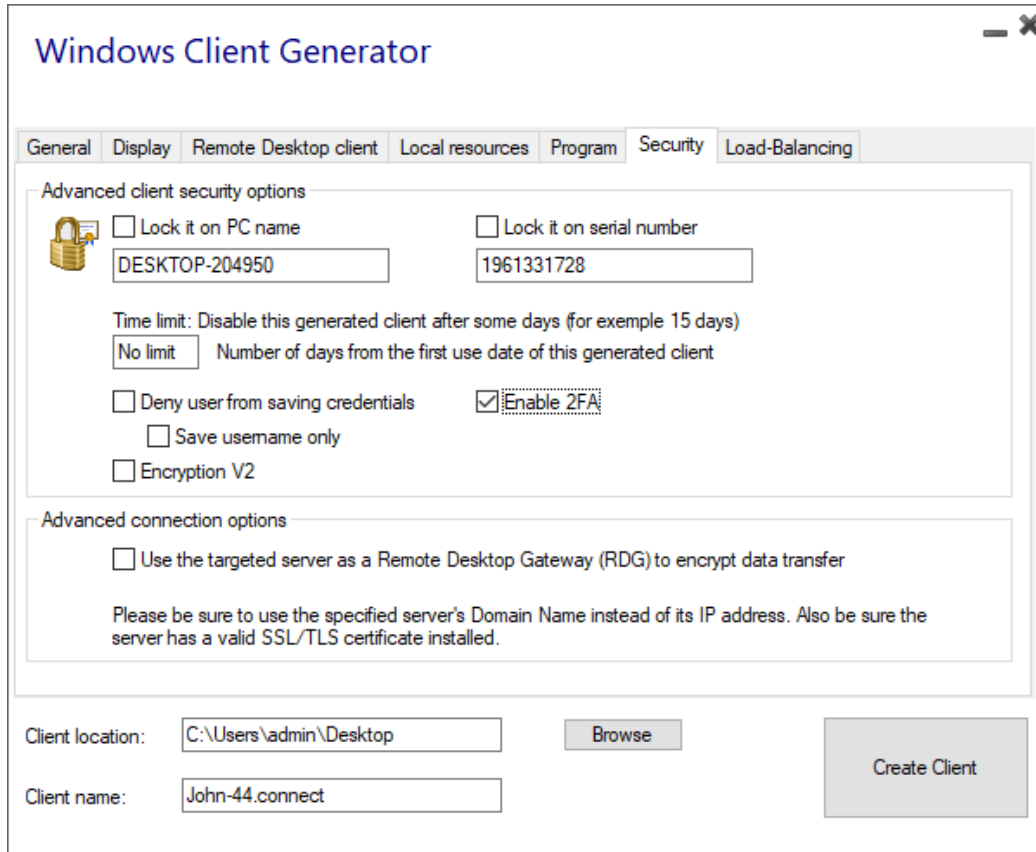 Windows Client Generator
General Display Remote Desktop client Local resources Program Security Load-Balancing
Advanced client security options
Lock it on PC name Lock it on serial number
DESKTOP-204950 1961331728
Time limit: Disable this generated client after some days (for exemple 15 days)
No limit Number of days from the first use date of this generated client
Deny user from saving credentials Enable 2FA
Save username only
Encryption V2
Advanced connection options
Use the targeted server as a Remote Desktop Gateway (RDG) to encrypt data transfer
Please be sure to use the specified server's Domain Name instead of its IP address. Also be sure the
server has a valid SSL/TLS certificate installed.
Client location: C:\Users\admin\Desktop Browse
Create Client
Client name: John-44.connect